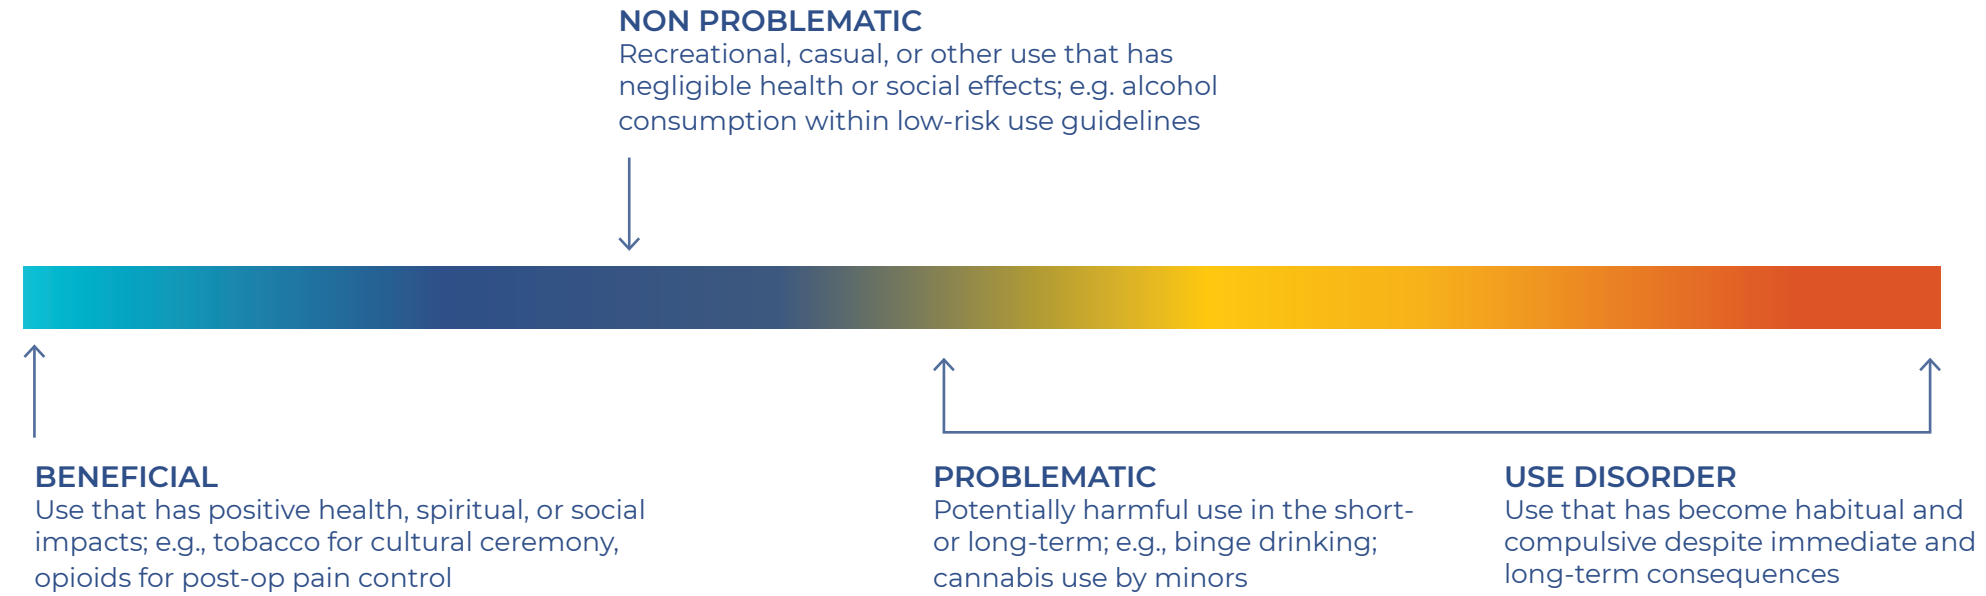 NON PROBLEMATIC
Recreational, casual, or other use that has
negligible health or social effects; e.g. alcohol
consumption within low-risk use guidelines
BENEFICIAL
Use that has positive health, spiritual, or social
impacts; e.g., tobacco for cultural ceremony,
opioids for post-op pain control
PROBLEMATIC
Potentially harmful use in the short-
or long-term; e.g., binge drinking;
cannabis use by minors
USE DISORDER
Use that has become habitual and
compulsive despite immediate and
long-term consequences